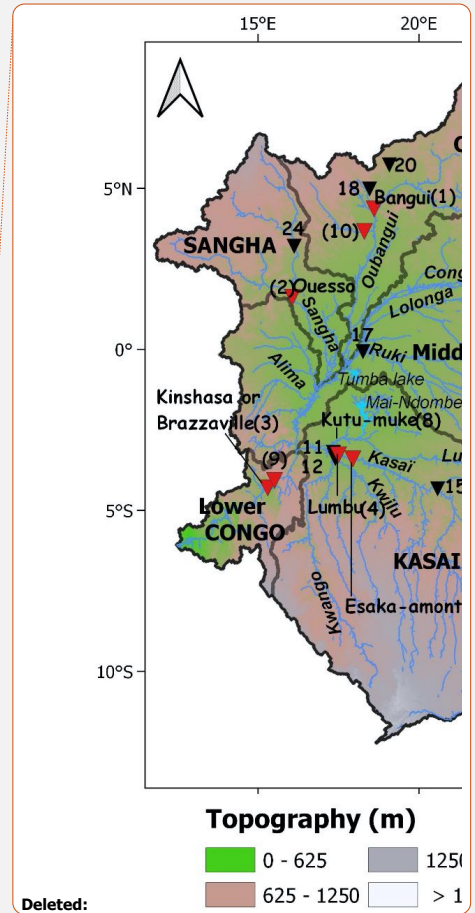 15°E 20°E
20
18
5°N
Bangui(1)
24
(10)
SANGHA
Oubangui
(2)Ouesso
Cong
Lolonga
Sangha
17
0°
Ruki Midd
Alima
Tumba lake
Kinshasa or
Mai-Ndombe
Brazzaville(3)
Kutu-muke(8)
11
(9)
12
Kasaï
Lu
15
5°S
Kwilu
Lower
CONGO
Lumbu(4)
KASAI
Kwango
Esaka-amont
10°S
Topography (m)
0 - 625
1250
625 - 1250
> 1
Deleted: